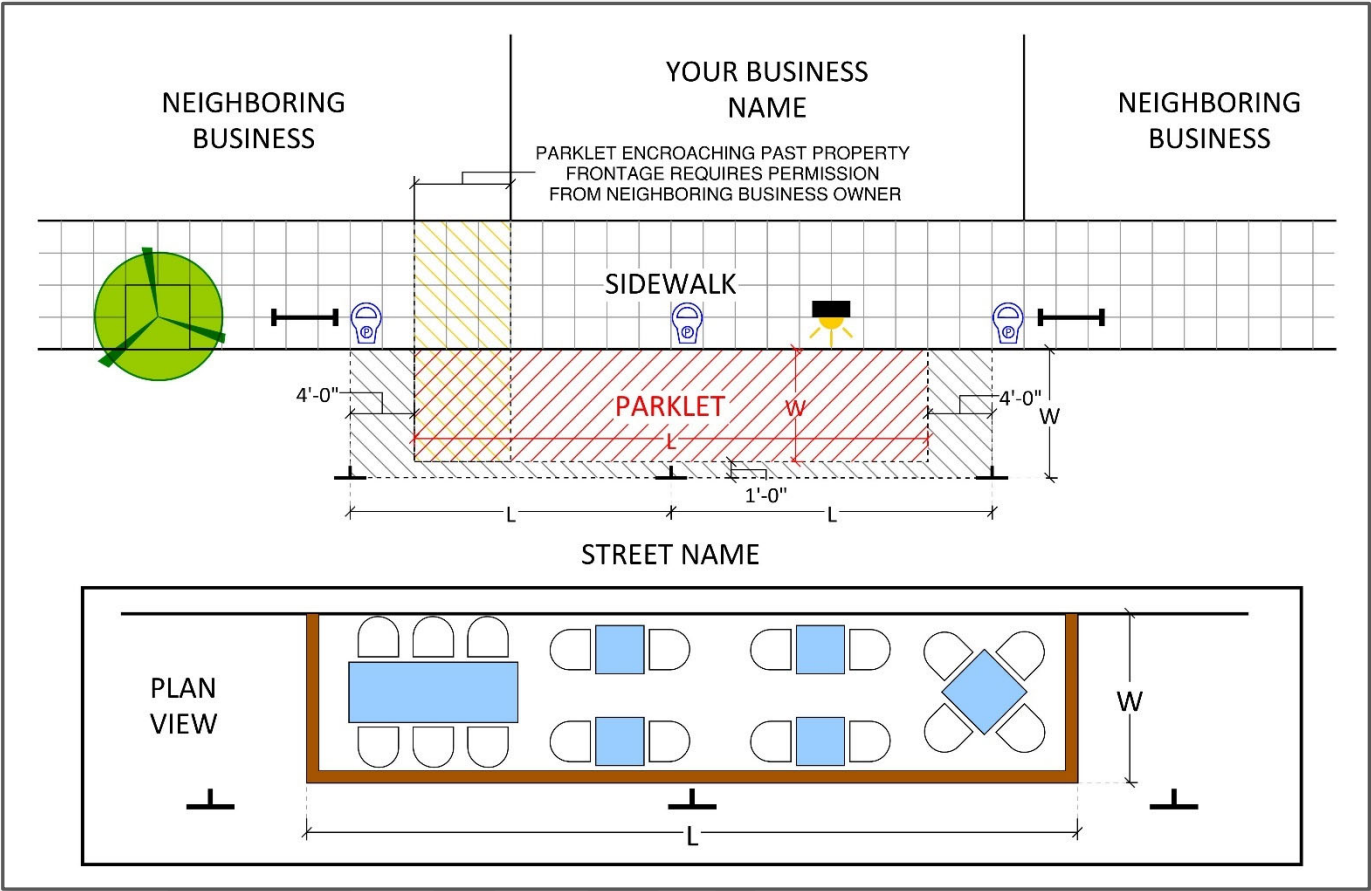 NEIGHBORING
BUSINESS
YOUR BUSINESS
NAME
NEIGHBORING
BUSINESS
PARKLET ENCROACHING PAST PROPERTY
FRONTAGE REQUIRES PERMISSION
FROM NEIGHBORING BUSINESS OWNER
SIDEWALK
P
P
P
4'-0"
PARKLET
W
L
4'-0"
W
1'-0"
L
L
STREET NAME
PLAN
VIEW
W
L